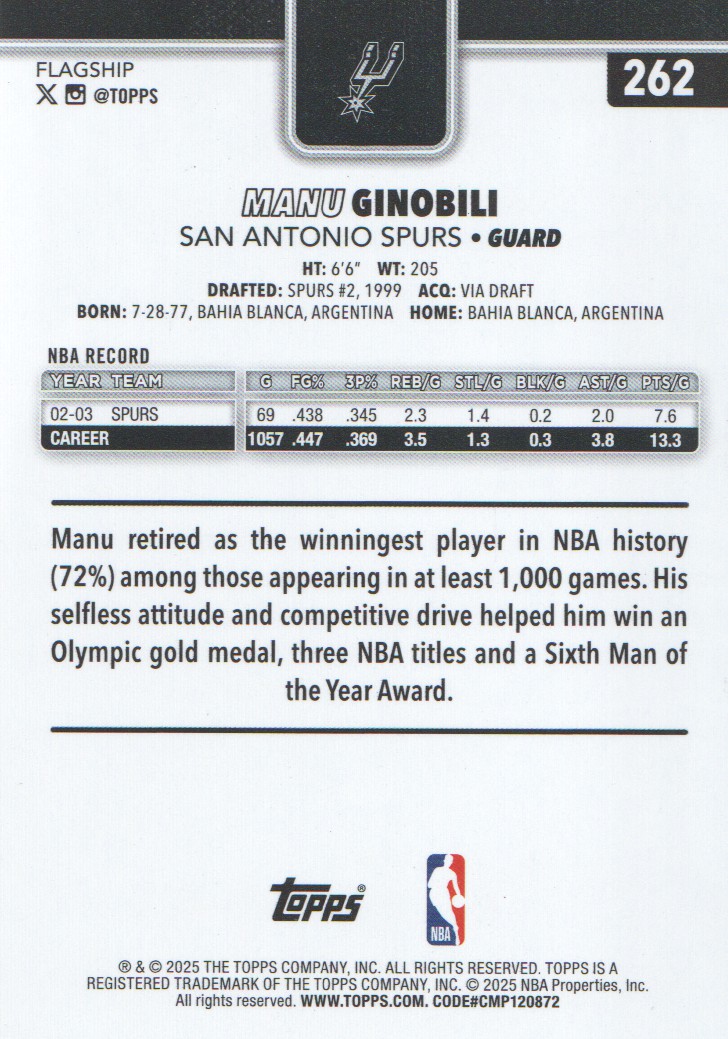 FLAGSHIP
262
@TOPPS
MANU GINOBILI
SAN ANTONIO SPURS • GUARD
HT: 6'6" WT: 205
DRAFTED: SPURS #2, 1999 ACQ: VIA DRAFT
BORN: 7-28-77, BAHIA BLANCA, ARGENTINA HOME: BAHIA BLANCA, ARGENTINA
NBA RECORD
YEAR TEAM G FG% 3P% REB/G STL/G BLK/G AST/G PTS/G
02-03 SPURS 69 .438 .345 2.3 1.4 0.2 2.0 7.6
CAREER 1057 .447 .369 3.5 1.3 0.3 3.8 13.3
Manu retired as the winningest player in NBA history
(72%) among those appearing in at least 1,000 games. His
selfless attitude and competitive drive helped him win an
Olympic gold medal, three NBA titles and a Sixth Man of
the Year Award.
TOPPS®
NBA
® & © 2025 THE TOPPS COMPANY, INC. ALL RIGHTS RESERVED. TOPPS IS A
REGISTERED TRADEMARK OF THE TOPPS COMPANY, INC. © 2025 NBA Properties, Inc.
All rights reserved. WWW.TOPPS.COM. CODE#CMP120872